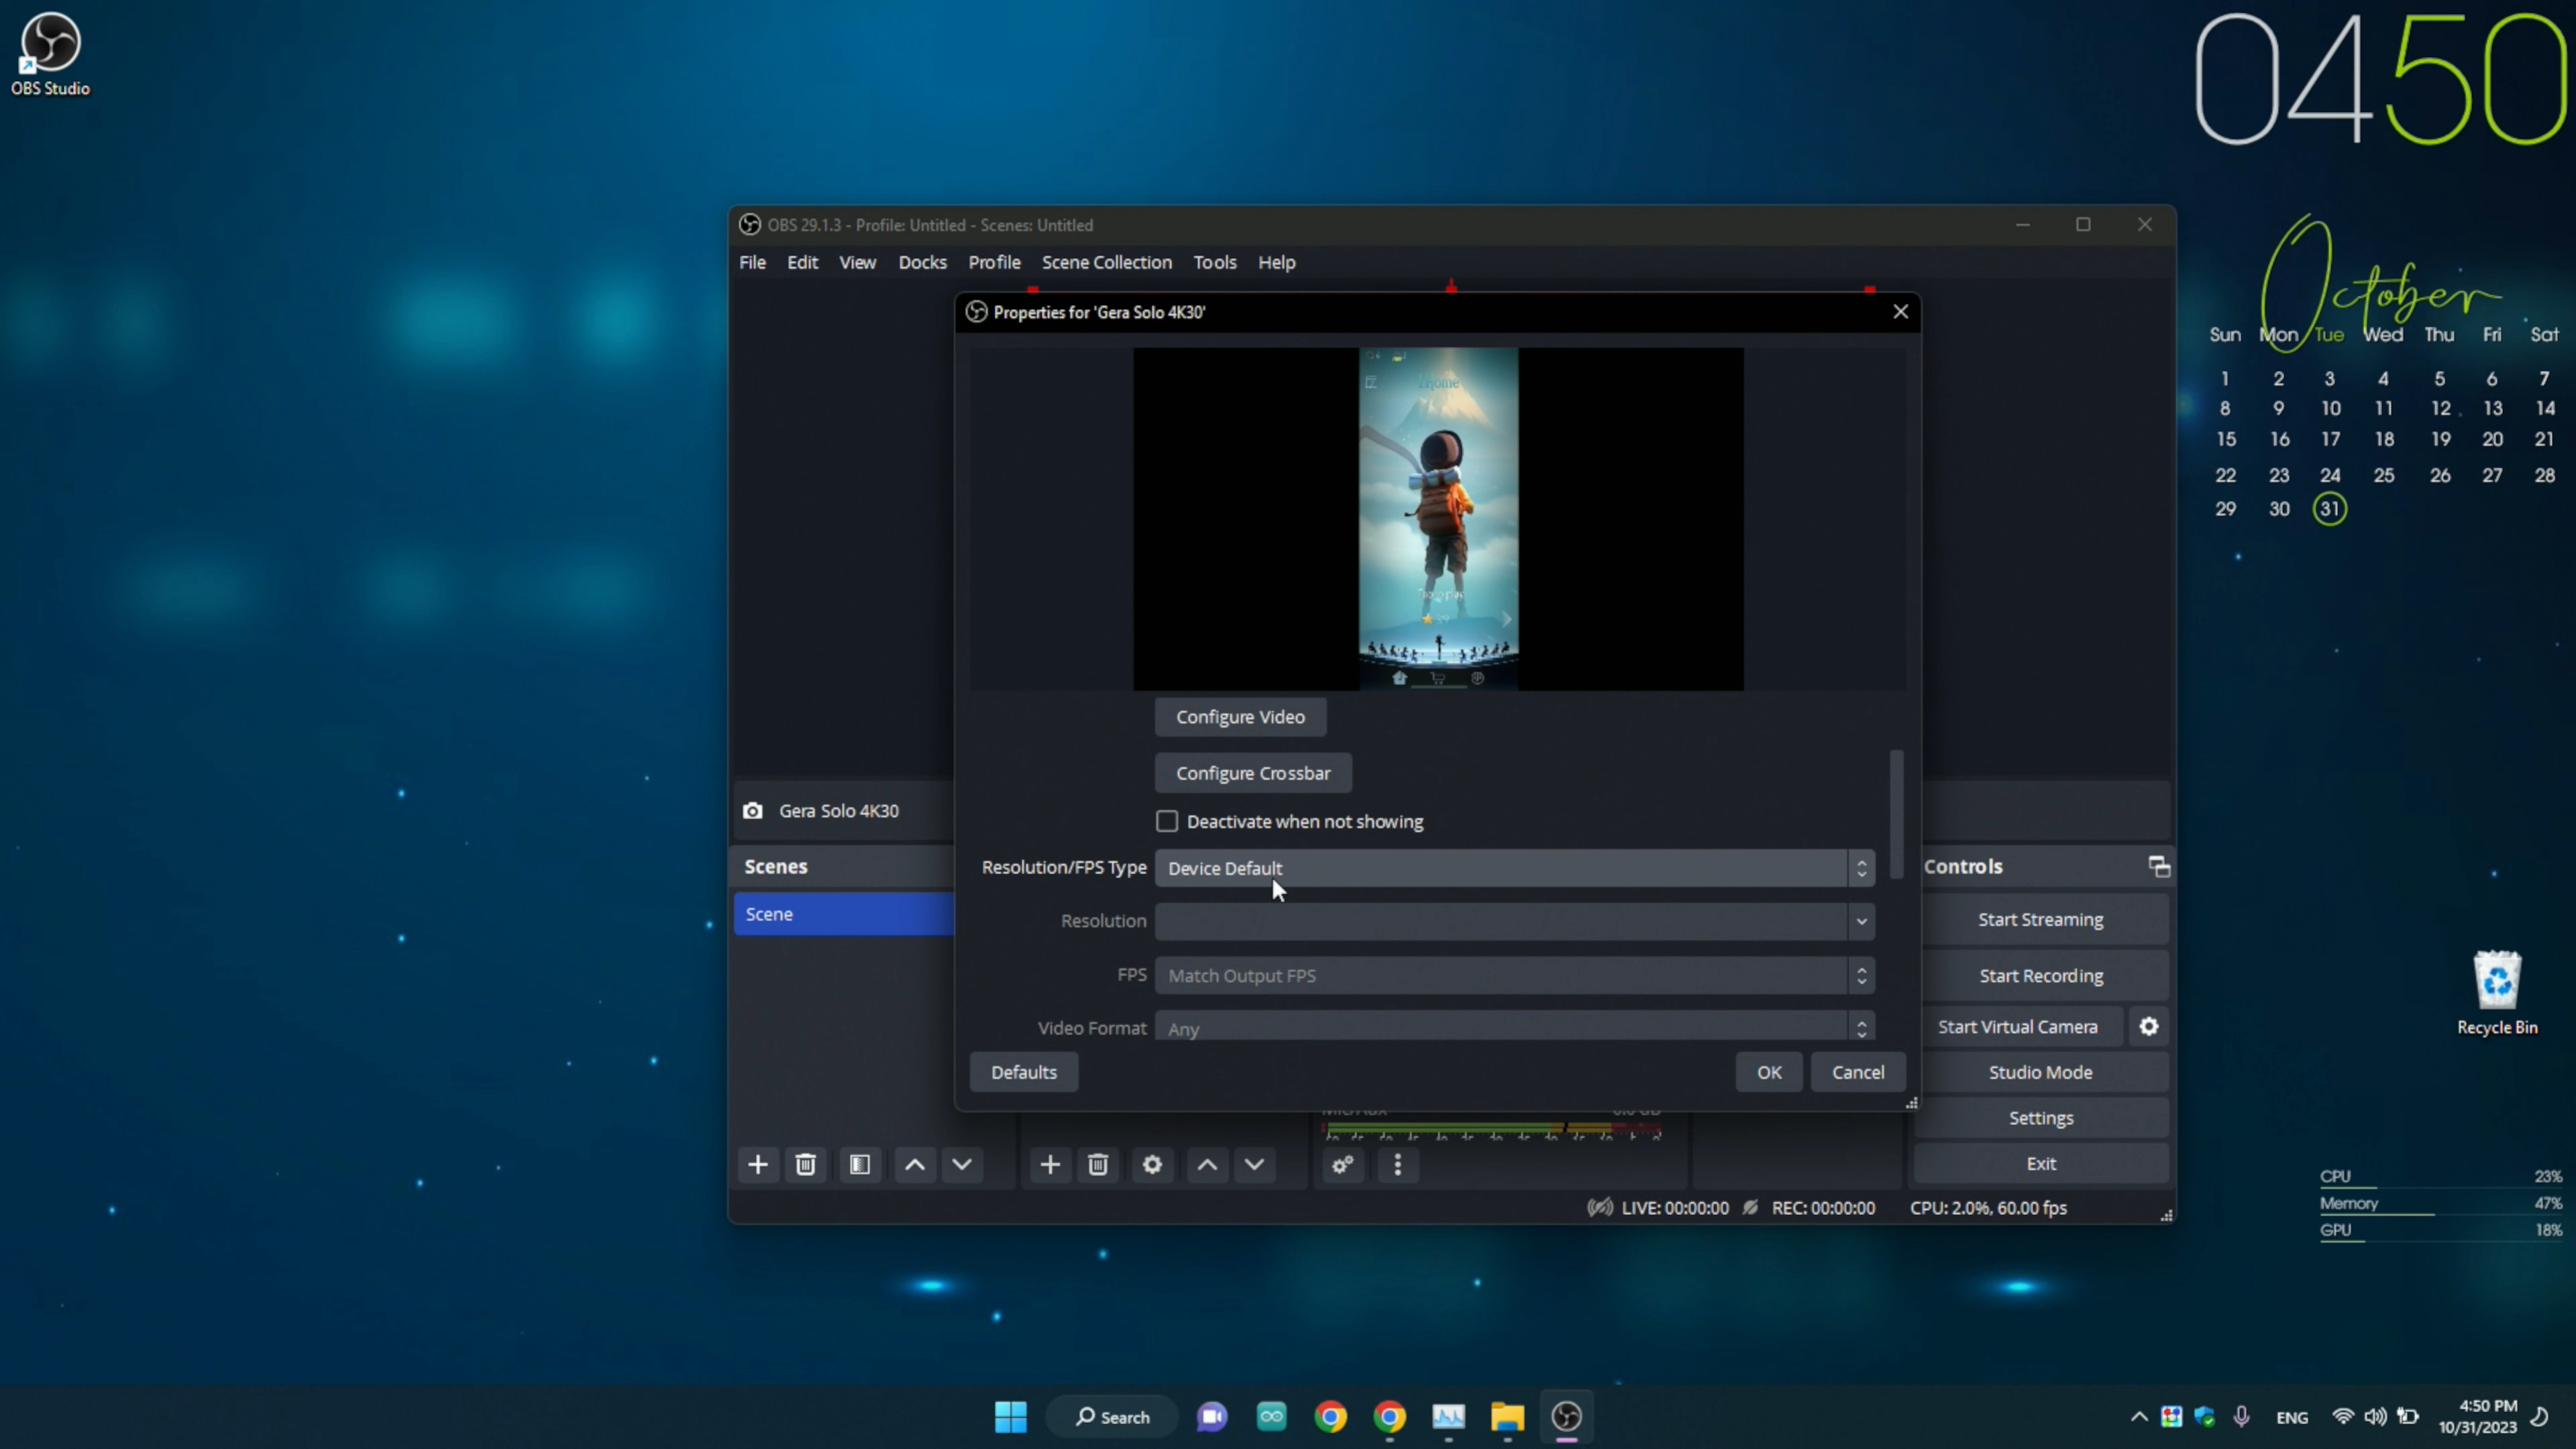 OBS Studio
0450
October
Sun Mon Tue Wed Thu Fri Sat
1 2 3 4 5 6 7
8 9 10 11 12 13 14
15 16 17 18 19 20 21
22 23 24 25 26 27 28
29 30 31
OBS 29.1.3 - Profile: Untitled - Scenes: Untitled
File Edit View Docks Profile Scene Collection Tools Help
Properties for 'Gera Solo 4K30'
Home
Configure Video
Configure Crossbar
Deactivate when not showing
Resolution/FPS Type Device Default
Resolution
FPS Match Output FPS
Video Format Any
Defaults OK Cancel
Gera Solo 4K30
Scenes
Scene
Mic/Aux 0.0 dB
Controls
Start Streaming
Start Recording
Start Virtual Camera
Studio Mode
Settings
Exit
LIVE: 00:00:00 REC: 00:00:00 CPU: 2.0%, 60.00 fps
Recycle Bin
CPU 23%
Memory 47%
GPU 18%
Search
ENG
4:50 PM
10/31/2023